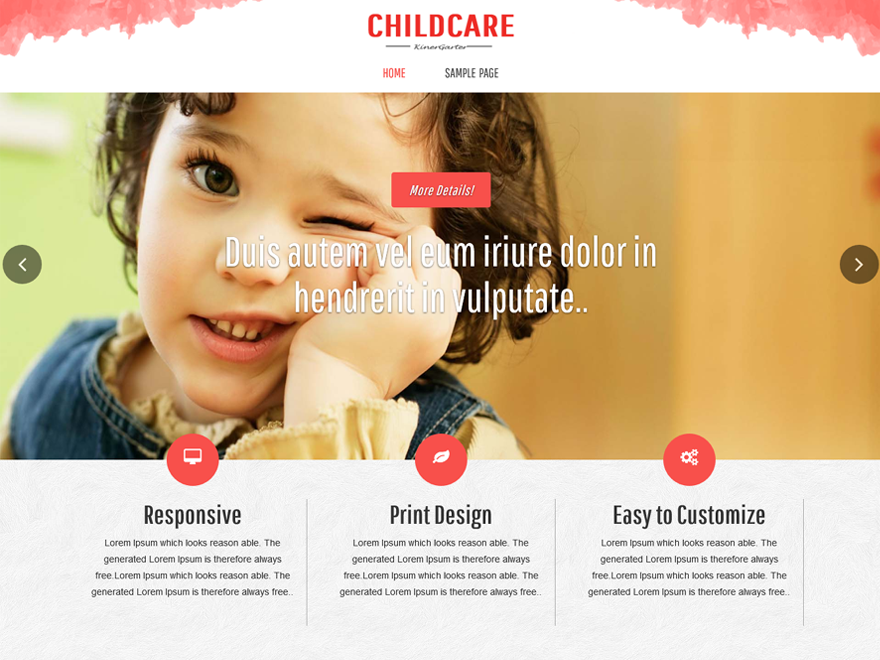 CHILDCARE
KinerGarter
HOME SAMPLE PAGE
More Details!
Duis autem vel eum iriure dolor in
hendrerit in vulputate..
Responsive
Lorem Ipsum which looks reason able. The
generated Lorem Ipsum is therefore always
free.Lorem Ipsum which looks reason able. The
generated Lorem Ipsum is therefore always free..
Print Design
Lorem Ipsum which looks reason able. The
generated Lorem Ipsum is therefore always
free.Lorem Ipsum which looks reason able. The
generated Lorem Ipsum is therefore always free..
Easy to Customize
Lorem Ipsum which looks reason able. The
generated Lorem Ipsum is therefore always
free.Lorem Ipsum which looks reason able. The
generated Lorem Ipsum is therefore always free..